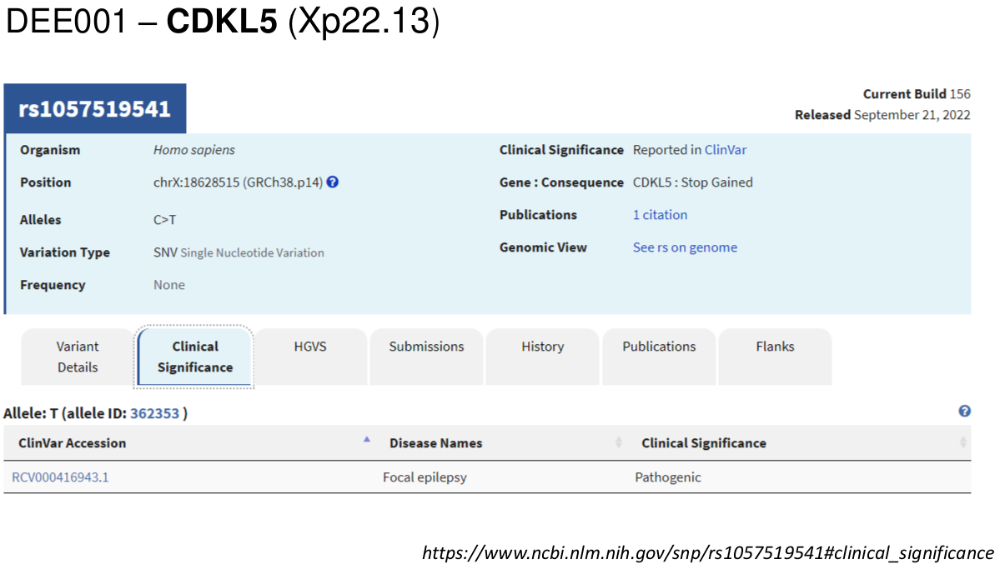 DEE001 – CDKL5 (Xp22.13)
rs1057519541
Current Build 156
Released September 21, 2022
Organism Homo sapiens
Position chrX:18628515 (GRCh38.p14) ?
Alleles C>T
Variation Type SNV Single Nucleotide Variation
Frequency None
Clinical Significance Reported in ClinVar
Gene : Consequence CDKL5 : Stop Gained
Publications 1 citation
Genomic View See rs on genome
Variant Details
Clinical Significance
HGVS
Submissions
History
Publications
Flanks
Allele: T (allele ID: 362353 ) ?
ClinVar Accession Disease Names Clinical Significance
RCV000416943.1 Focal epilepsy Pathogenic
https://www.ncbi.nlm.nih.gov/snp/rs1057519541#clinical_significance